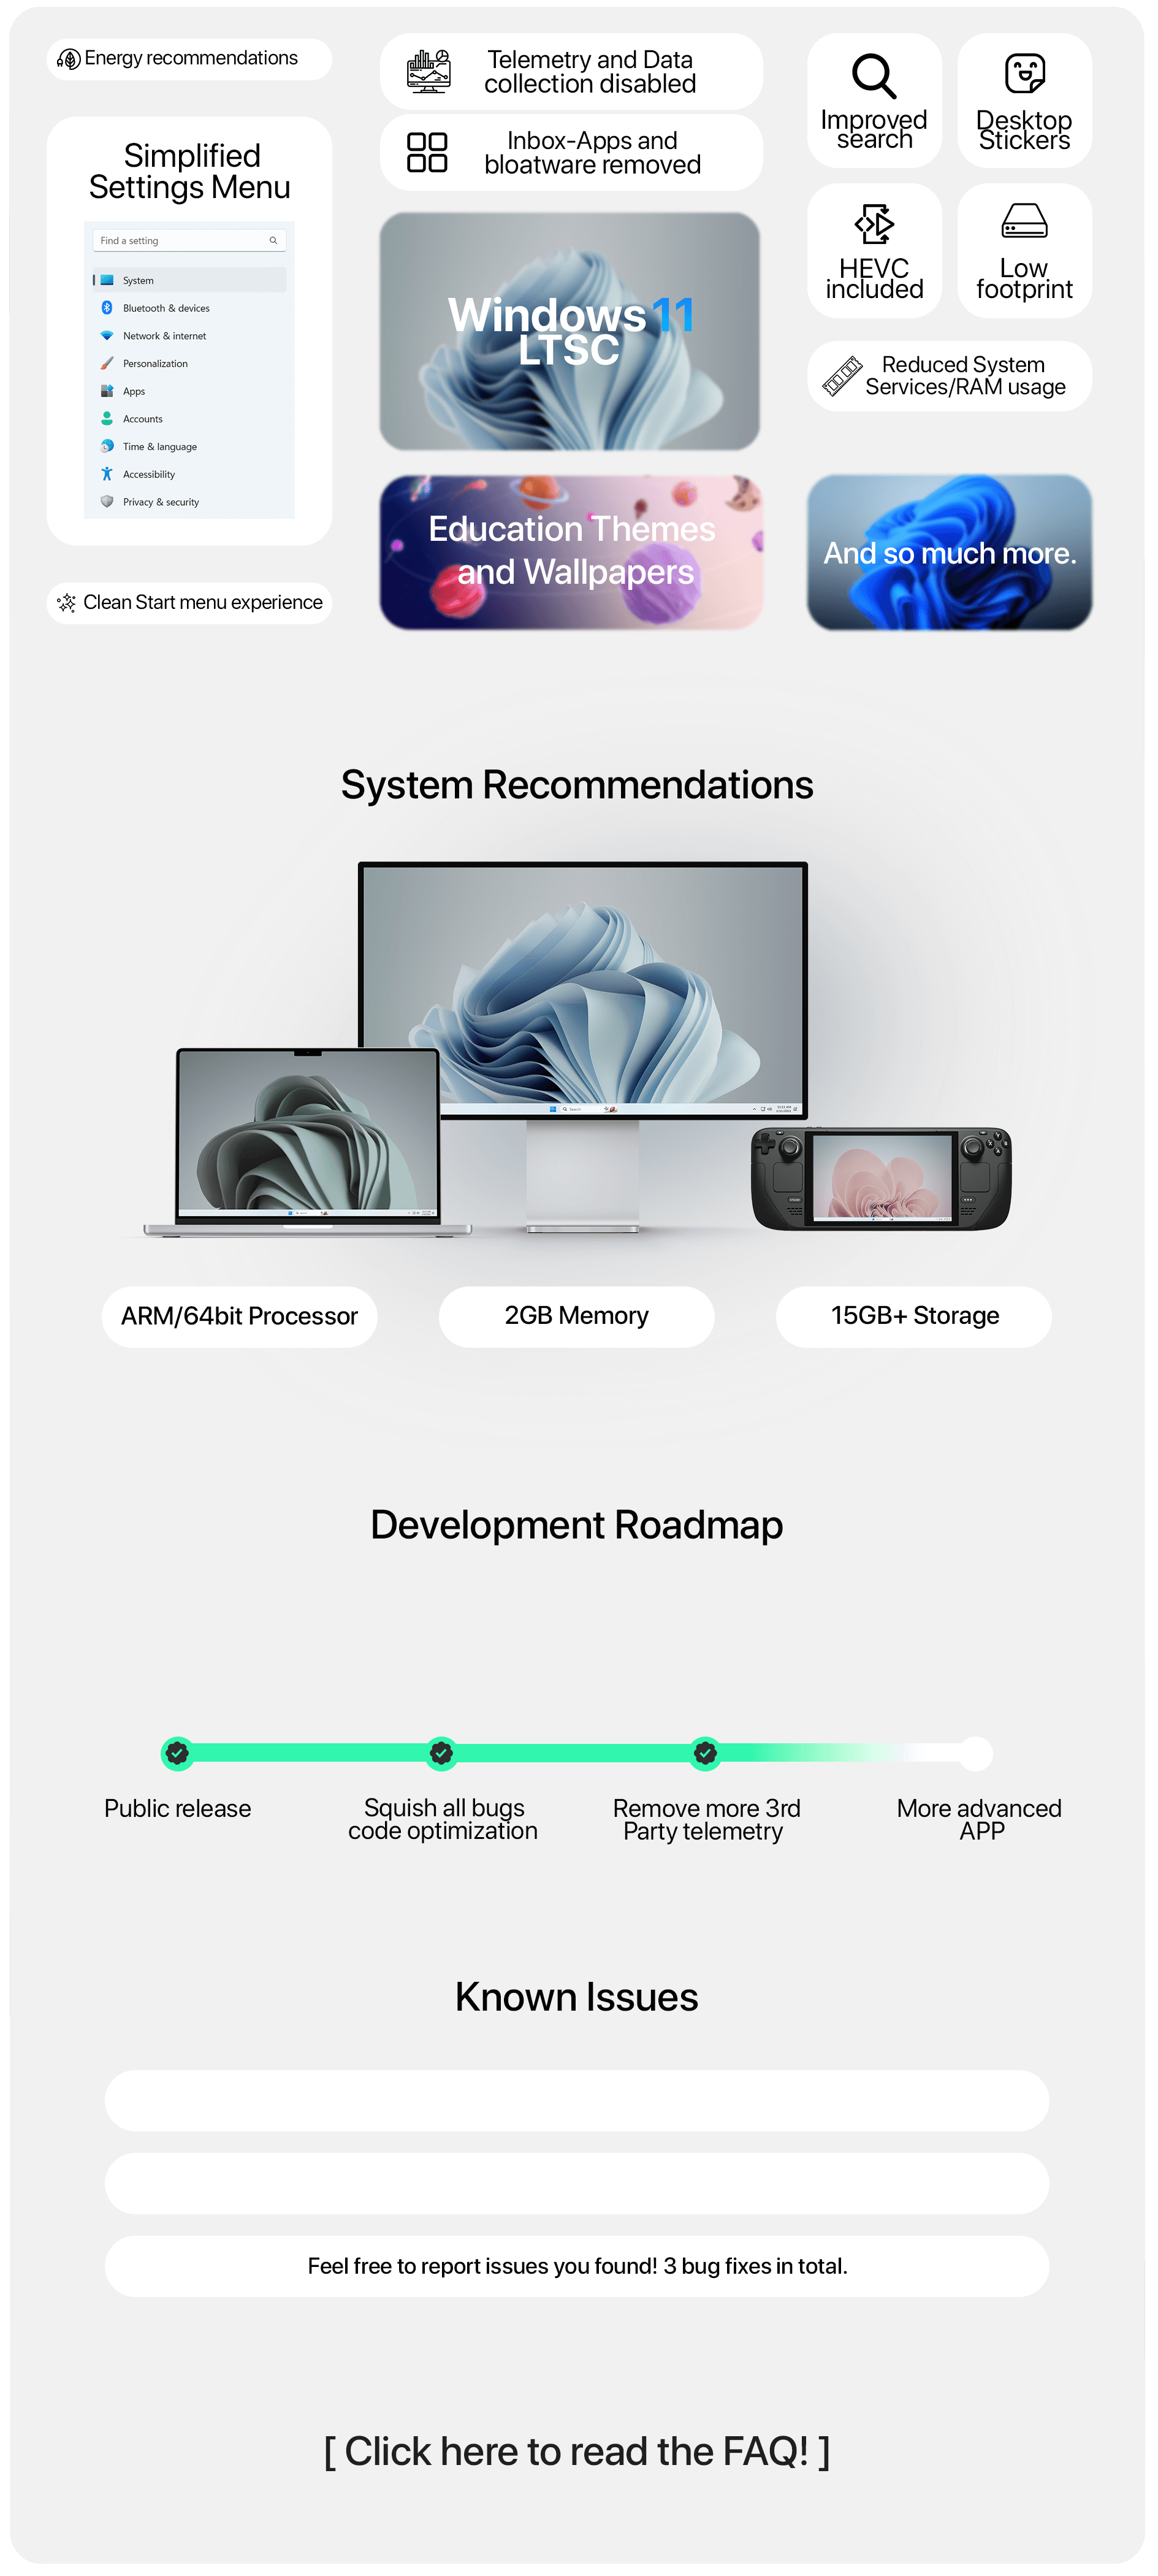 Energy recommendations
Simplified
Settings Menu
Find a setting
System
Bluetooth & devices
Network & internet
Personalization
Apps
Accounts
Time & language
Accessibility
Privacy & security
Clean Start menu experience
Telemetry and Data
collection disabled
Inbox-Apps and
bloatware removed
Windows 11
LTSC
Education Themes
and Wallpapers
Improved
search
Desktop
Stickers
HEVC
included
Low
footprint
Reduced System
Services/RAM usage
And so much more.
System Recommendations
Search
ARM/64bit Processor
2GB Memory
15GB+ Storage
Development Roadmap
Public release
Squish all bugs
code optimization
Remove more 3rd
Party telemetry
More advanced
APP
Known Issues
Feel free to report issues you found! 3 bug fixes in total.
[ Click here to read the FAQ! ]